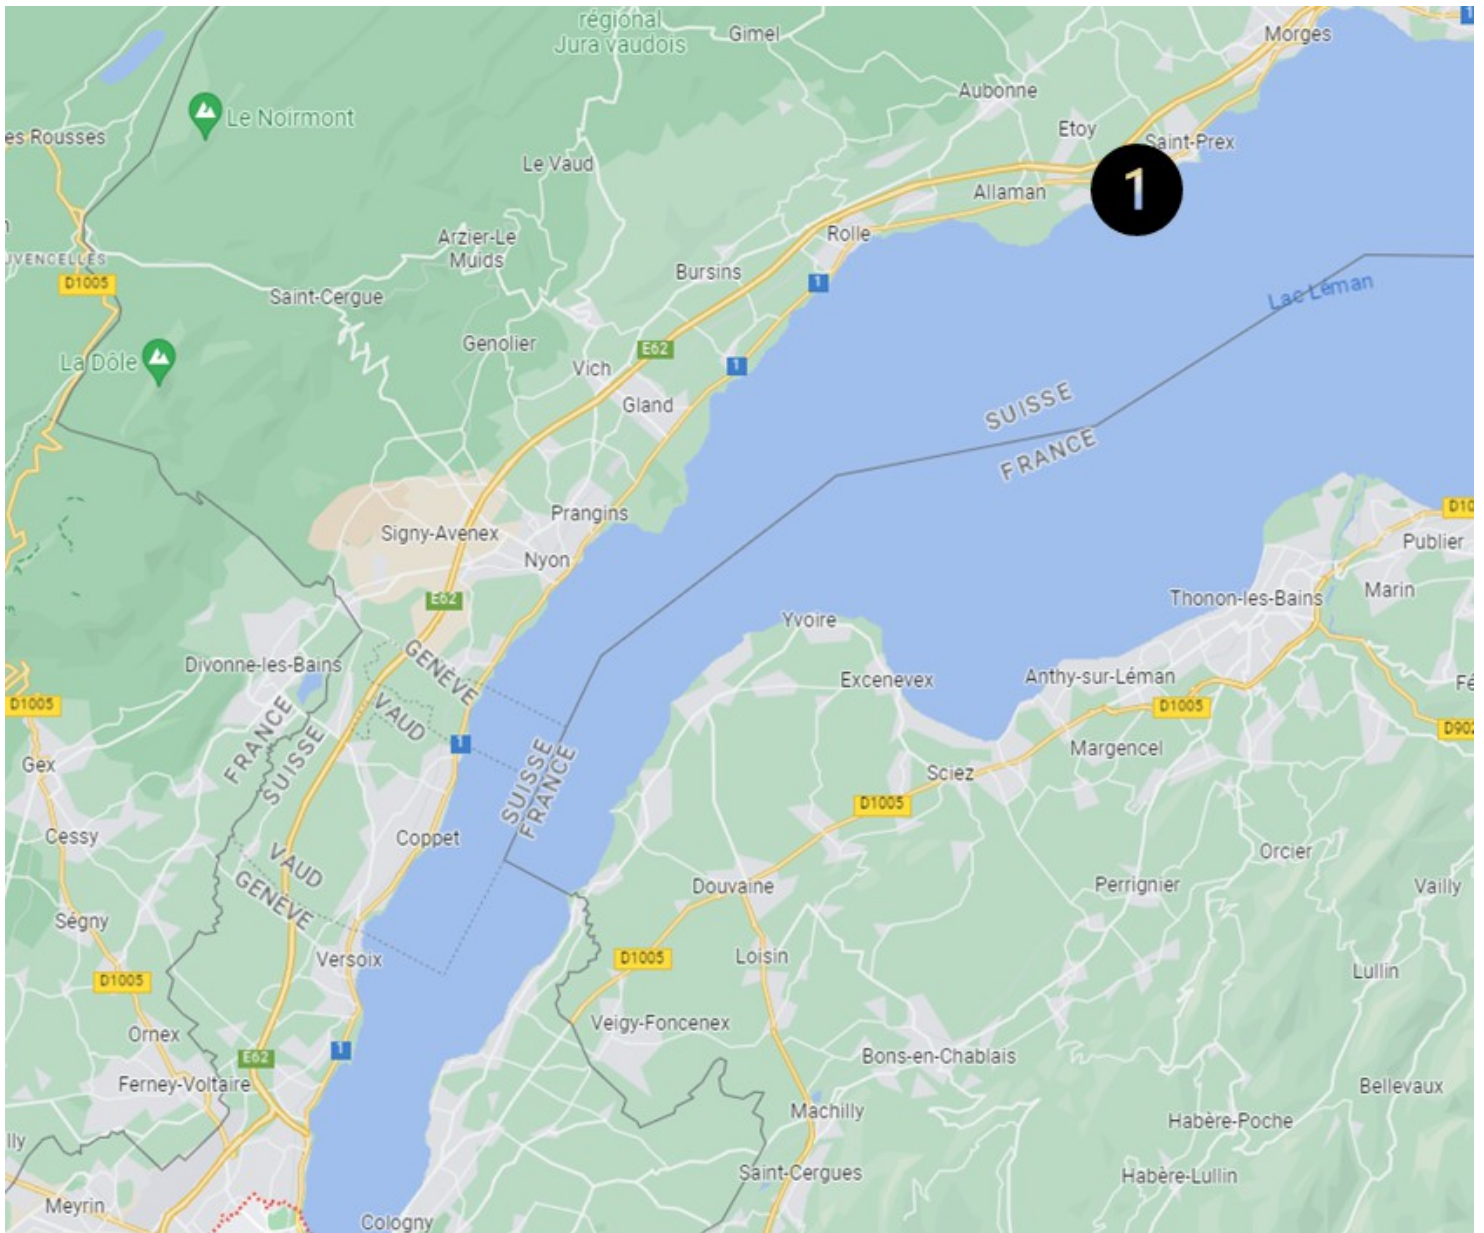 régional
Jura vaudois
Gimel
Morges
1
Aubonne
Le Noirmont
Etoy
es Rousses
Saint-Prex
Le Vaud
1
Allaman
Arzier-Le
Muids
Rolle
UVENCELLES
Bursins
D1005
1
Saint-Cergue
Lac Léman
Genolier
E62
La Dôle
Vich
1
Gland
SUISSE
FRANCE
Prangins
D10
Signy-Avenex
Publier
Nyon
Marin
E62
Thonon-les-Bains
Yvoire
GENÈVE
Divonne-les-Bains
Excenevex
Anthy-sur-Léman
Fé
D1005
VAUD
D1005
FRANCE
SUISSE
D902
1
Margencel
Gex
SUISSE
FRANCE
Sciez
D1005
Cessy
Coppet
Orcier
VAUD
GENÈVE
Douvaine
Perrignier
Vailly
Ségny
Versoix
D1005
Loisin
Lullin
D1005
Veigy-Foncenex
Ornex
1
E62
Bons-en-Chablais
Ferney-Voltaire
Bellevaux
Machilly
Habère-Poche
lly
Saint-Cergues
Habère-Lullin
Meyrin
Cologny